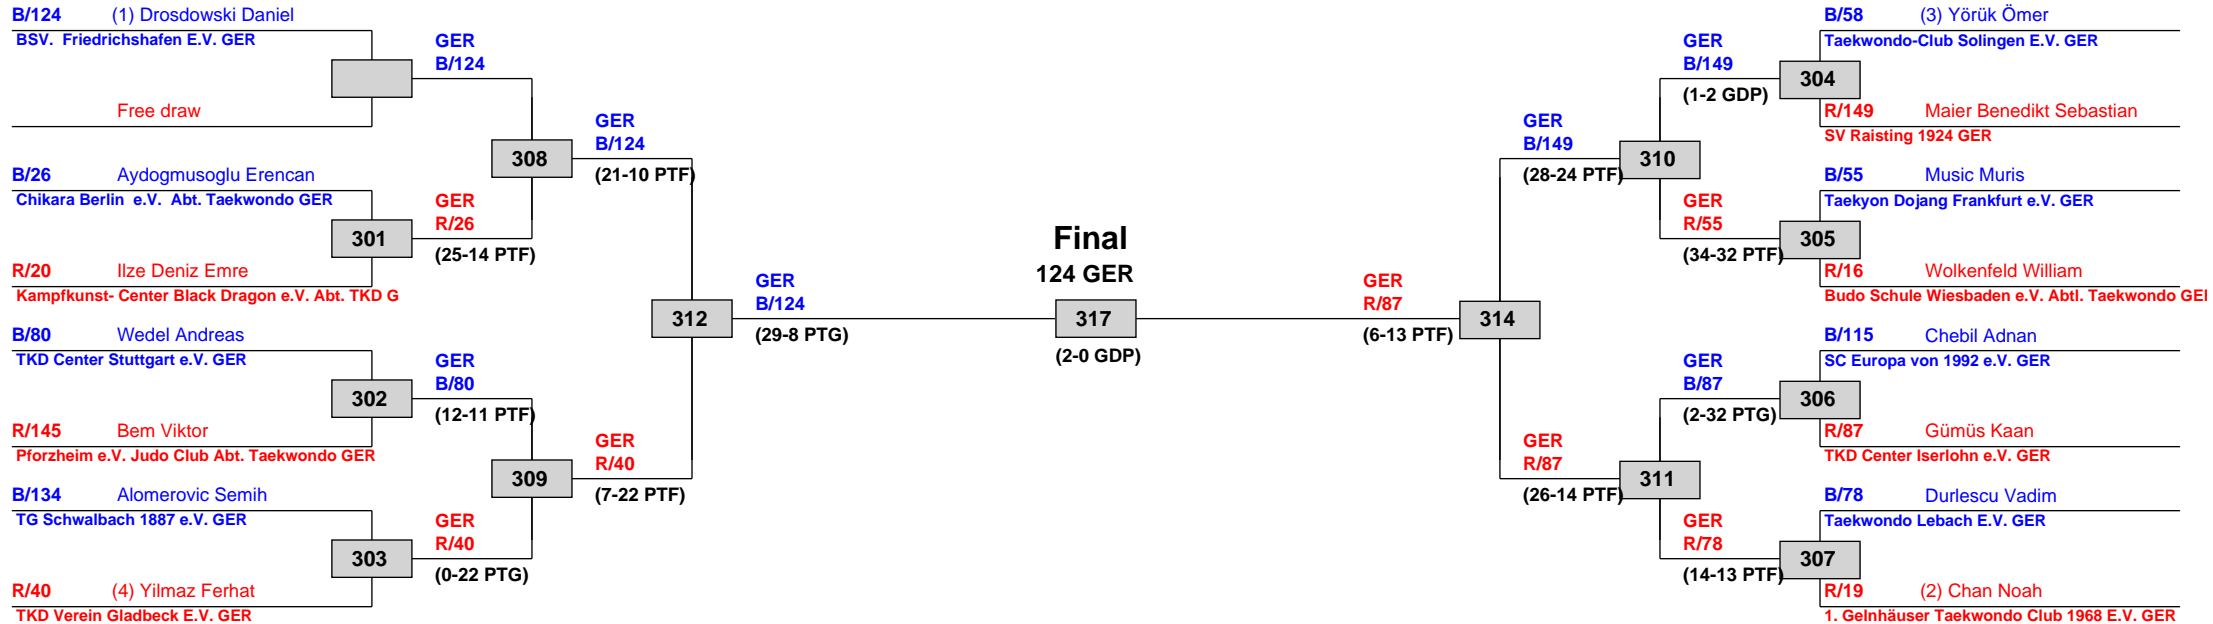 B/124 (1) Drosdowski Daniel
BSV. Friedrichshafen E.V. GER
Free draw
B/26 Aydogmusoglu Erencan
Chikara Berlin e.V. Abt. Taekwondo GER
301
R/20 Ilze Deniz Emre
Kampfkunst- Center Black Dragon e.V. Abt. TKD G
B/80 Wedel Andreas
TKD Center Stuttgart e.V. GER
302
R/145 Bem Viktor
Pforzheim e.V. Judo Club Abt. Taekwondo GER
B/134 Alomerovic Semih
TG Schwalbach 1887 e.V. GER
303
R/40 (4) Yilmaz Ferhat
TKD Verein Gladbeck E.V. GER
GER
B/124
308
GER
R/26
(25-14 PTF)
GER
B/80
(12-11 PTF)
309
GER
R/40
(0-22 PTG)
GER
B/124
(21-10 PTF)
312
GER
R/40
(7-22 PTF)
GER
B/124
(29-8 PTG)
Final
124 GER
317
(2-0 GDP)
GER
R/87
(6-13 PTF)
314
GER
B/149
(28-24 PTF)
310
GER
R/87
(26-14 PTF)
311
GER
B/149
(1-2 GDP)
GER
R/55
(34-32 PTF)
GER
B/87
(2-32 PTG)
GER
R/78
(14-13 PTF)
B/58 (3) Yörük Ömer
Taekwondo-Club Solingen E.V. GER
304
R/149 Maier Benedikt Sebastian
SV Raisting 1924 GER
B/55 Music Muris
Taekyon Dojang Frankfurt e.V. GER
305
R/16 Wolkenfeld William
Budo Schule Wiesbaden e.V. Abtl. Taekwondo GE
B/115 Chebil Adnan
SC Europa von 1992 e.V. GER
306
R/87 Gümüs Kaan
TKD Center Iserlohn e.V. GER
B/78 Durlescu Vadim
Taekwondo Lebach E.V. GER
307
R/19 (2) Chan Noah
1. Gelnhäuser Taekwondo Club 1968 E.V. GER